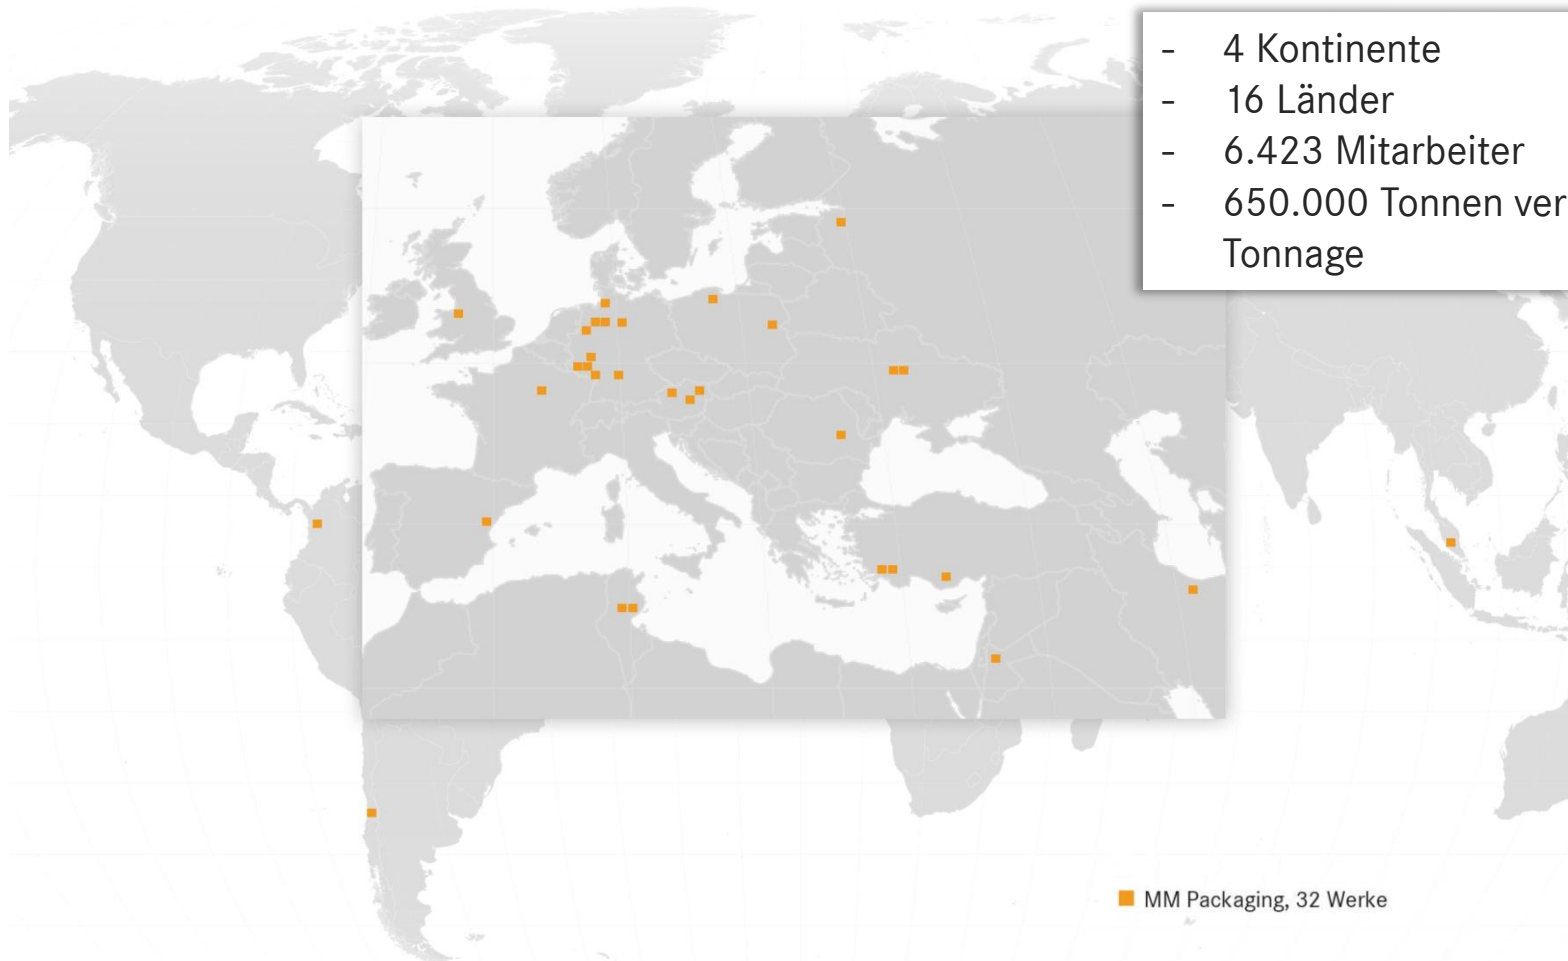 - 4 Kontinente
- 16 Länder
- 6.423 Mitarbeiter
- 650.000 Tonnen ver
Tonnage
MM Packaging, 32 Werke